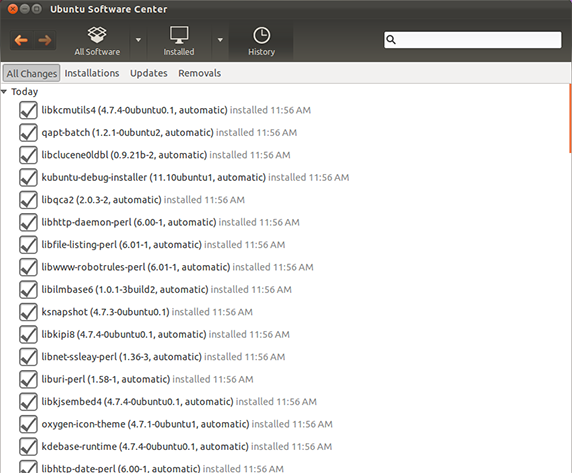 Ubuntu Software Center
All Software
Installed
History
All Changes Installations Updates Removals
Today
libkcmutils4 (4.7.4-0ubuntu0.1, automatic) installed 11:56 AM
qapt-batch (1.2.1-0ubuntu2, automatic) installed 11:56 AM
libclucene0ldbl (0.9.21b-2, automatic) installed 11:56 AM
kubuntu-debug-installer (11.10ubuntu1, automatic) installed 11:56 AM
libqca2 (2.0.3-2, automatic) installed 11:56 AM
libhttp-daemon-perl (6.00-1, automatic) installed 11:56 AM
libfile-listing-perl (6.01-1, automatic) installed 11:56 AM
libwww-robotrules-perl (6.01-1, automatic) installed 11:56 AM
libilmbase6 (1.0.1-3build2, automatic) installed 11:56 AM
ksnapshot (4.7.3-0ubuntu0.1) installed 11:56 AM
libkipi8 (4.7.4-0ubuntu0.1, automatic) installed 11:56 AM
libnet-ssleay-perl (1.36-3, automatic) installed 11:56 AM
liburi-perl (1.58-1, automatic) installed 11:56 AM
libkjsembed4 (4.7.4-0ubuntu0.1, automatic) installed 11:56 AM
oxygen-icon-theme (4.7.1-0ubuntu1, automatic) installed 11:56 AM
kdebase-runtime (4.7.4-0ubuntu0.1, automatic) installed 11:56 AM
libhttp-date-perl (6.00-1, automatic) installed 11:56 AM